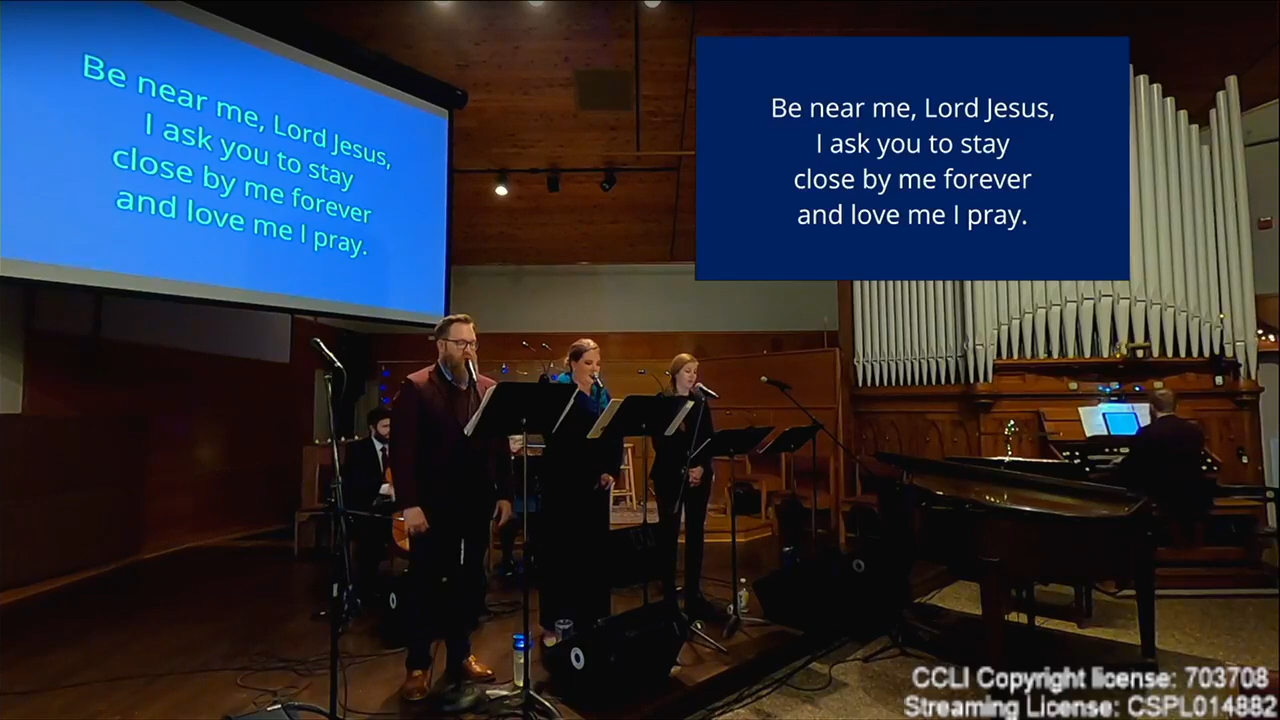 Be near me, Lord Jesus,
I ask you to stay
close by me forever
and love me I pray.
Be near me, Lord Jesus,
I ask you to stay
close by me forever
and love me I pray.
CCLI Copyright license: 703708
Streaming License: CSPL014882